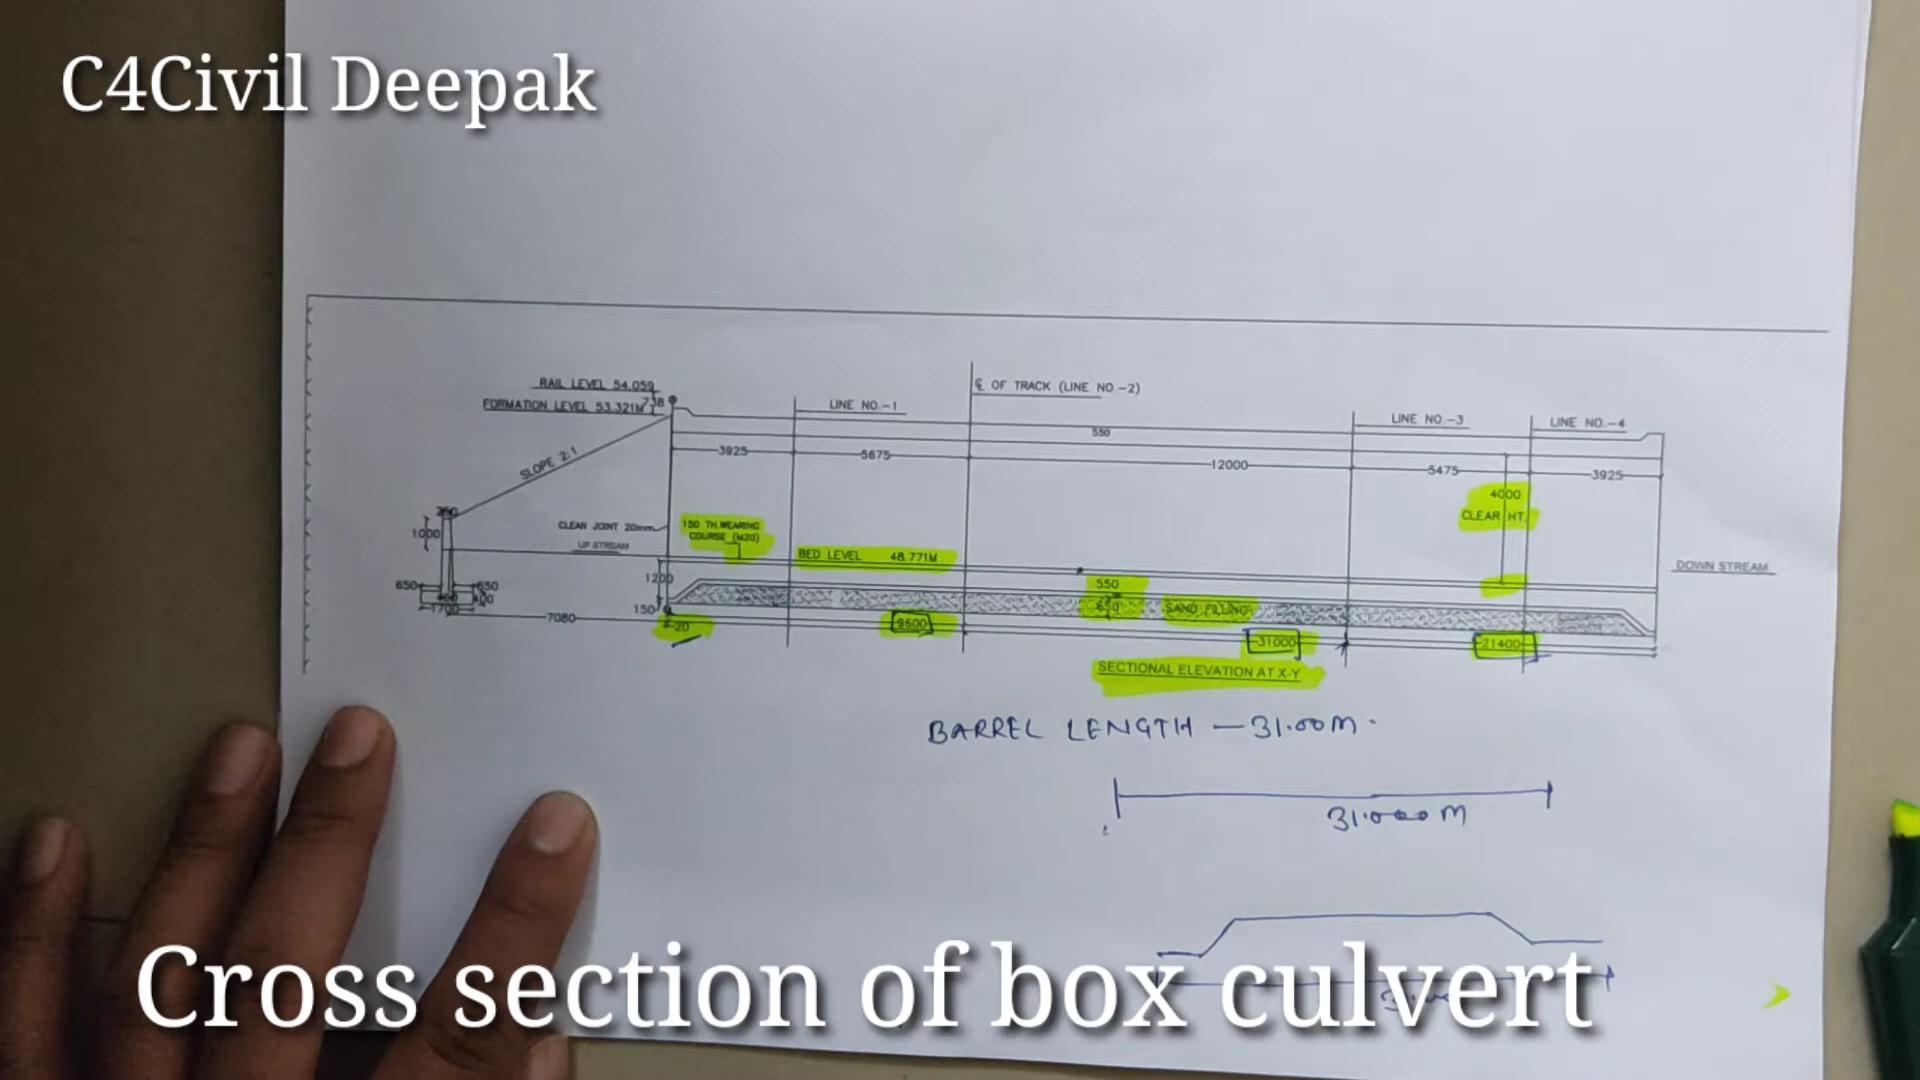 C4Civil Deepak
RAIL LEVEL 54.059
738
FORMATION LEVEL 53.321M
LINE NO.-1
℄ OF TRACK (LINE NO.-2)
LINE NO.-3
LINE NO.-4
550
3925
5675
12000
5475
3925
SLOPE 2:1
4000
CLEAR HT.
1000
CLEAN JOINT 20mm
UP STREAM
150 TH.WEARING
COURSE (M20)
BED LEVEL 48.771M
DOWN STREAM
1200
550
650
SAND FILLING
650
650
1700
150
7080
20
9600
31000
21400
SECTIONAL ELEVATION AT X-Y
BARREL LENGTH — 31.00M.
31.000 M
Cross section of box culvert